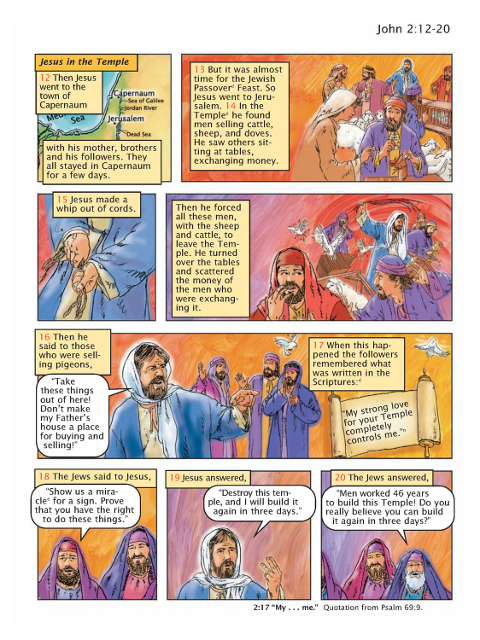 John 2:12-20
Jesus in the Temple
12 Then Jesus
went to the
town of
Capernaum
Capernaum
Sea of Galilee
Jordan River
Jerusalem
Sea
Dead Sea
with his mother, brothers
and his followers. They
all stayed in Capernaum
for a few days.
13 But it was almost
time for the Jewish
Passoverᵈ Feast. So
Jesus went to Jeru-
salem. 14 In the
Templeᵈ he found
men selling cattle,
sheep, and doves.
He saw others sit-
ting at tables,
exchanging money.
15 Jesus made a
whip out of cords.
Then he forced
all these men,
with the sheep
and cattle, to
leave the Tem-
ple. He turned
over the tables
and scattered
the money of
the men who
were exchang-
ing it.
16 Then he
said to those
who were sell-
ing pigeons,
"Take
these things
out of here!
Don't make
my Father's
house a place
for buying and
selling!"
17 When this hap-
pened the followers
remembered what
was written in the
Scriptures:ᵈ
"My strong love
for your Temple
completely
controls me."ⁿ
18 The Jews said to Jesus,
"Show us a mira-
cleᵈ for a sign. Prove
that you have the right
to do these things."
19 Jesus answered,
"Destroy this tem-
ple, and I will build it
again in three days."
20 The Jews answered,
"Men worked 46 years
to build this Temple! Do you
really believe you can build
it again in three days?"
2:17 "My . . . me." Quotation from Psalm 69:9.